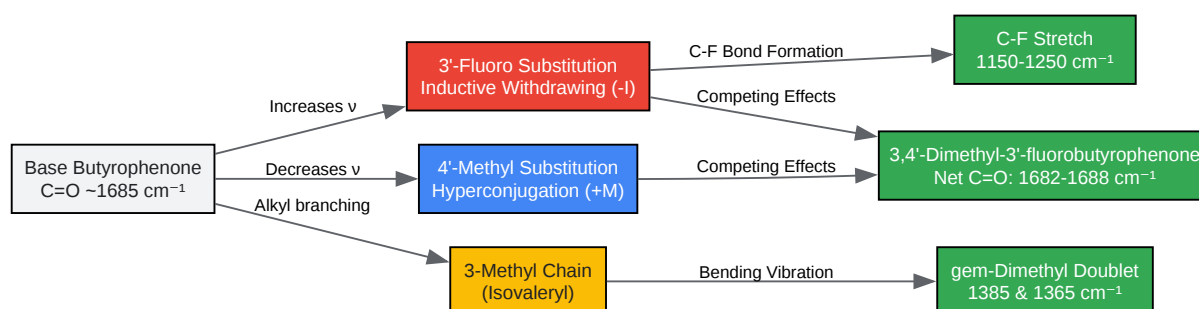 Base Butyrophenone
C=O ~1685 cm⁻¹
Increases ν
Decreases ν
Alkyl branching
3'-Fluoro Substitution
Inductive Withdrawing (-I)
4'-Methyl Substitution
Hyperconjugation (+M)
3-Methyl Chain
(Isovaleryl)
C-F Bond Formation
Competing Effects
Competing Effects
Bending Vibration
C-F Stretch
1150-1250 cm⁻¹
3,4'-Dimethyl-3'-fluorobutyrophenone
Net C=O: 1682-1688 cm⁻¹
gem-Dimethyl Doublet
1385 & 1365 cm⁻¹